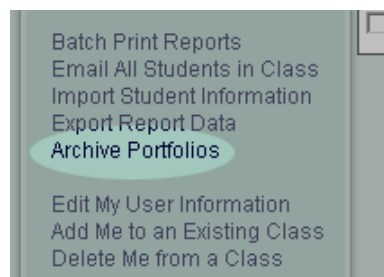 Batch Print Reports
Email All Students in Class
Import Student Information
Export Report Data
Archive Portfolios
Edit My User Information
Add Me to an Existing Class
Delete Me from a Class